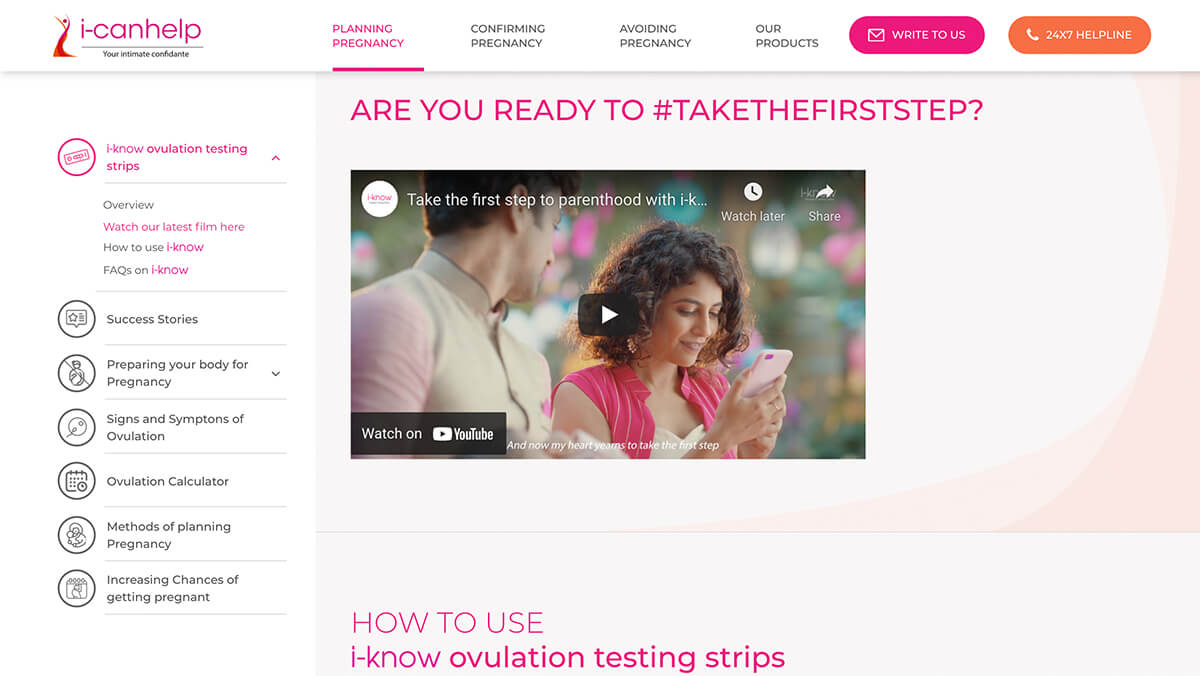 i-canhelp
Your intimate confidante
PLANNING
PREGNANCY
CONFIRMING
PREGNANCY
AVOIDING
PREGNANCY
OUR
PRODUCTS
WRITE TO US
24X7 HELPLINE
i-know ovulation testing
strips
Overview
Watch our latest film here
How to use i-know
FAQs on i-know
Success Stories
Preparing your body for
Pregnancy
Signs and Symptons of
Ovulation
Ovulation Calculator
Methods of planning
Pregnancy
Increasing Chances of
getting pregnant
ARE YOU READY TO #TAKETHEFIRSTSTEP?
i-know
Take the first step to parenthood with i-k...
Watch later
i-know
Share
Watch on YouTube
And now my heart yearns to take the first step
HOW TO USE
i-know ovulation testing strips